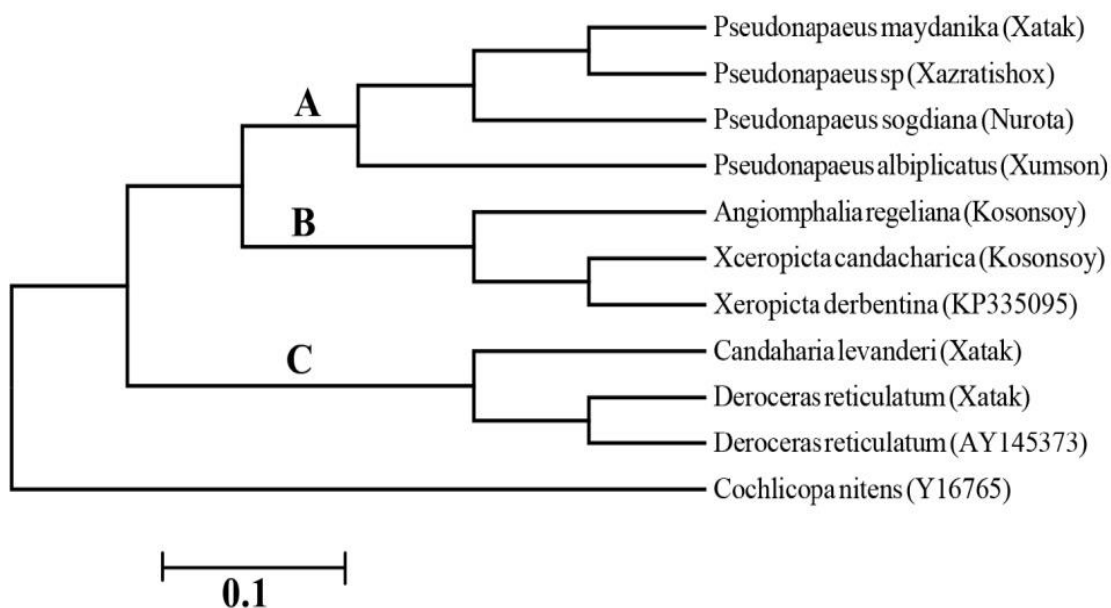 Pseudonapaeus maydanika (Xatak)
Pseudonapaeus sp (Xazratishox)
A
Pseudonapaeus sogdiana (Nurota)
Pseudonapaeus albiplicatus (Xumson)
Angiomphalia regeliana (Kosonsoy)
B
Xceropicta candacharica (Kosonsoy)
Xeropicta derbentina (KP335095)
Candaharia levanderi (Xatak)
C
Deroceras reticulatum (Xatak)
Deroceras reticulatum (AY145373)
Cochlicopa nitens (Y16765)
0.1